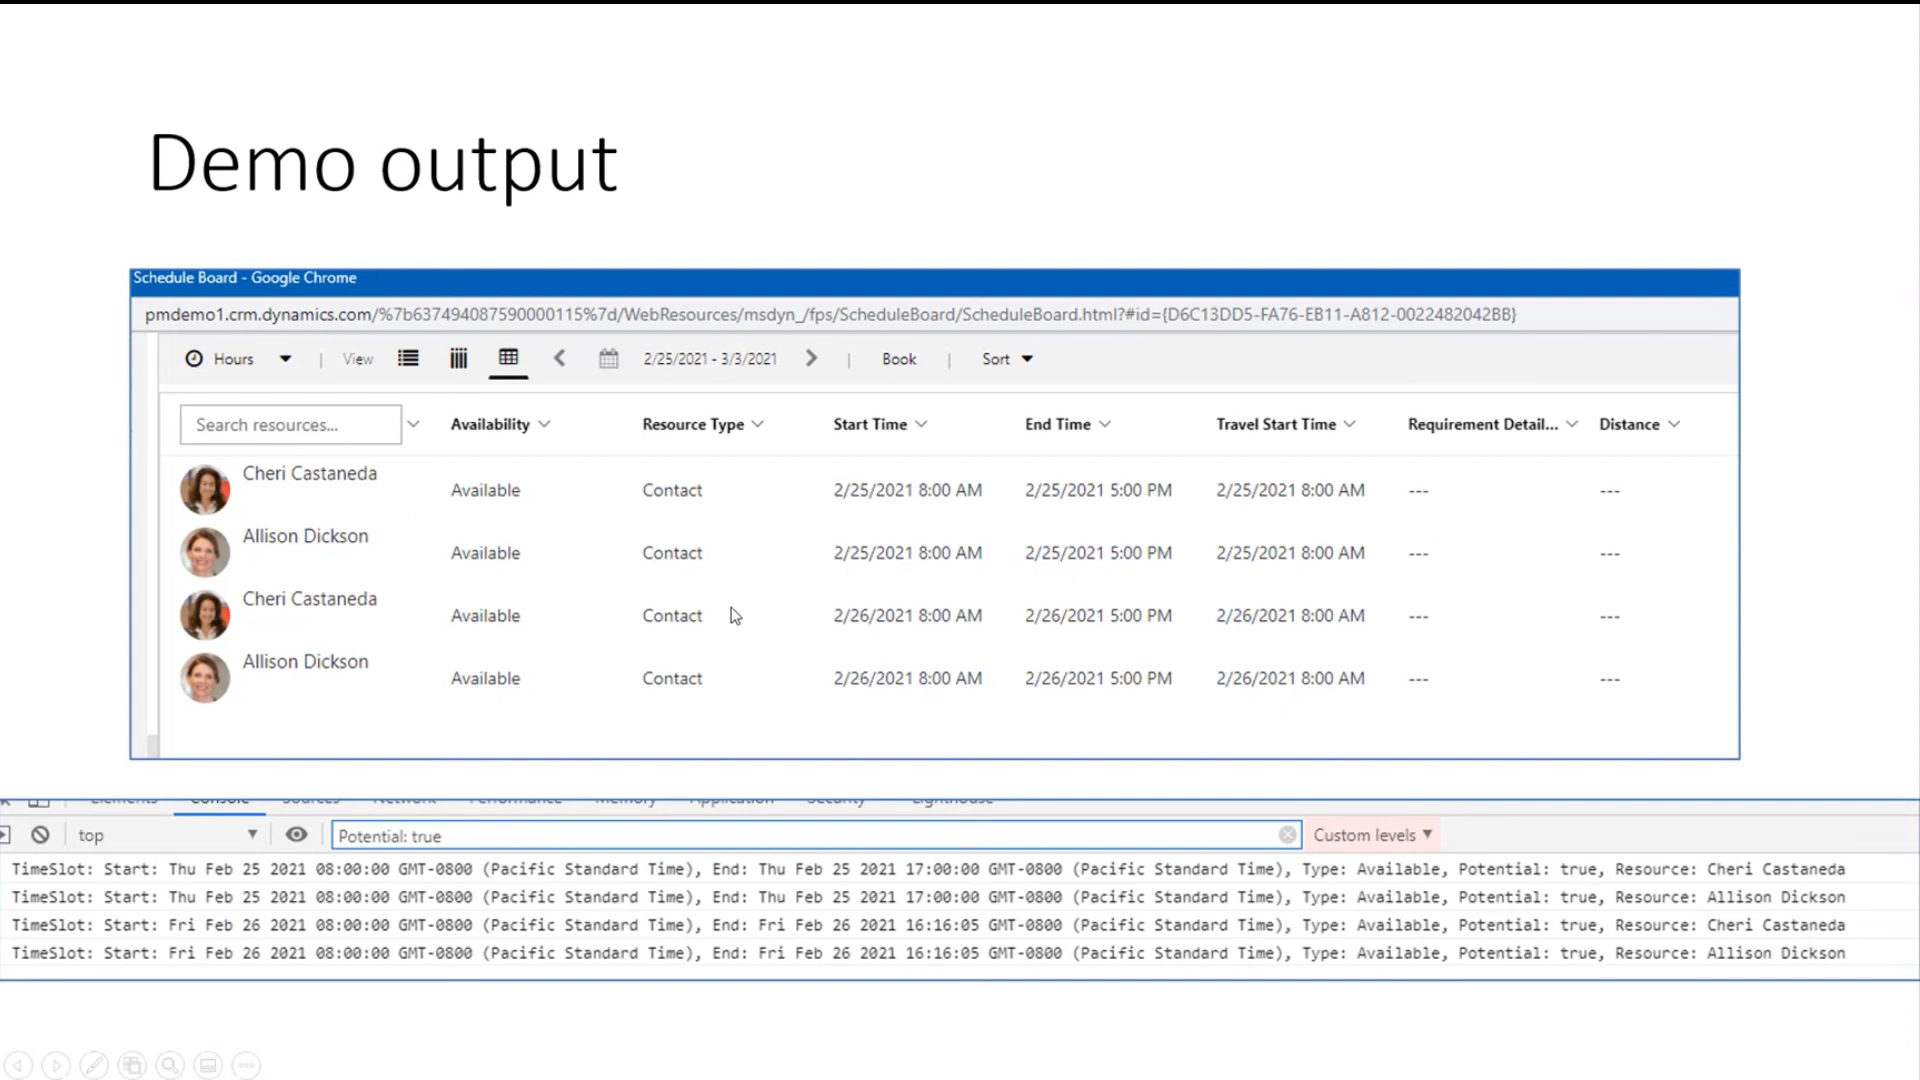 Demo output
Schedule Board - Google Chrome
pmdemo1.crm.dynamics.com/%7b637494087590000115%7d/WebResources/msdyn_/fps/ScheduleBoard/ScheduleBoard.html?#id={D6C13DD5-FA76-EB11-A812-0022482042BB}
Hours | View 2/25/2021 - 3/3/2021 | Book | Sort
Search resources... Availability Resource Type Start Time End Time Travel Start Time Requirement Detail... Distance
Cheri Castaneda Available Contact 2/25/2021 8:00 AM 2/25/2021 5:00 PM 2/25/2021 8:00 AM --- ---
Allison Dickson Available Contact 2/25/2021 8:00 AM 2/25/2021 5:00 PM 2/25/2021 8:00 AM --- ---
Cheri Castaneda Available Contact 2/26/2021 8:00 AM 2/26/2021 5:00 PM 2/26/2021 8:00 AM --- ---
Allison Dickson Available Contact 2/26/2021 8:00 AM 2/26/2021 5:00 PM 2/26/2021 8:00 AM --- ---
Elements Console Sources Network Performance Memory Application Security Lighthouse
top Potential: true Custom levels
TimeSlot: Start: Thu Feb 25 2021 08:00:00 GMT-0800 (Pacific Standard Time), End: Thu Feb 25 2021 17:00:00 GMT-0800 (Pacific Standard Time), Type: Available, Potential: true, Resource: Cheri Castaneda
TimeSlot: Start: Thu Feb 25 2021 08:00:00 GMT-0800 (Pacific Standard Time), End: Thu Feb 25 2021 17:00:00 GMT-0800 (Pacific Standard Time), Type: Available, Potential: true, Resource: Allison Dickson
TimeSlot: Start: Fri Feb 26 2021 08:00:00 GMT-0800 (Pacific Standard Time), End: Fri Feb 26 2021 16:16:05 GMT-0800 (Pacific Standard Time), Type: Available, Potential: true, Resource: Cheri Castaneda
TimeSlot: Start: Fri Feb 26 2021 08:00:00 GMT-0800 (Pacific Standard Time), End: Fri Feb 26 2021 16:16:05 GMT-0800 (Pacific Standard Time), Type: Available, Potential: true, Resource: Allison Dickson